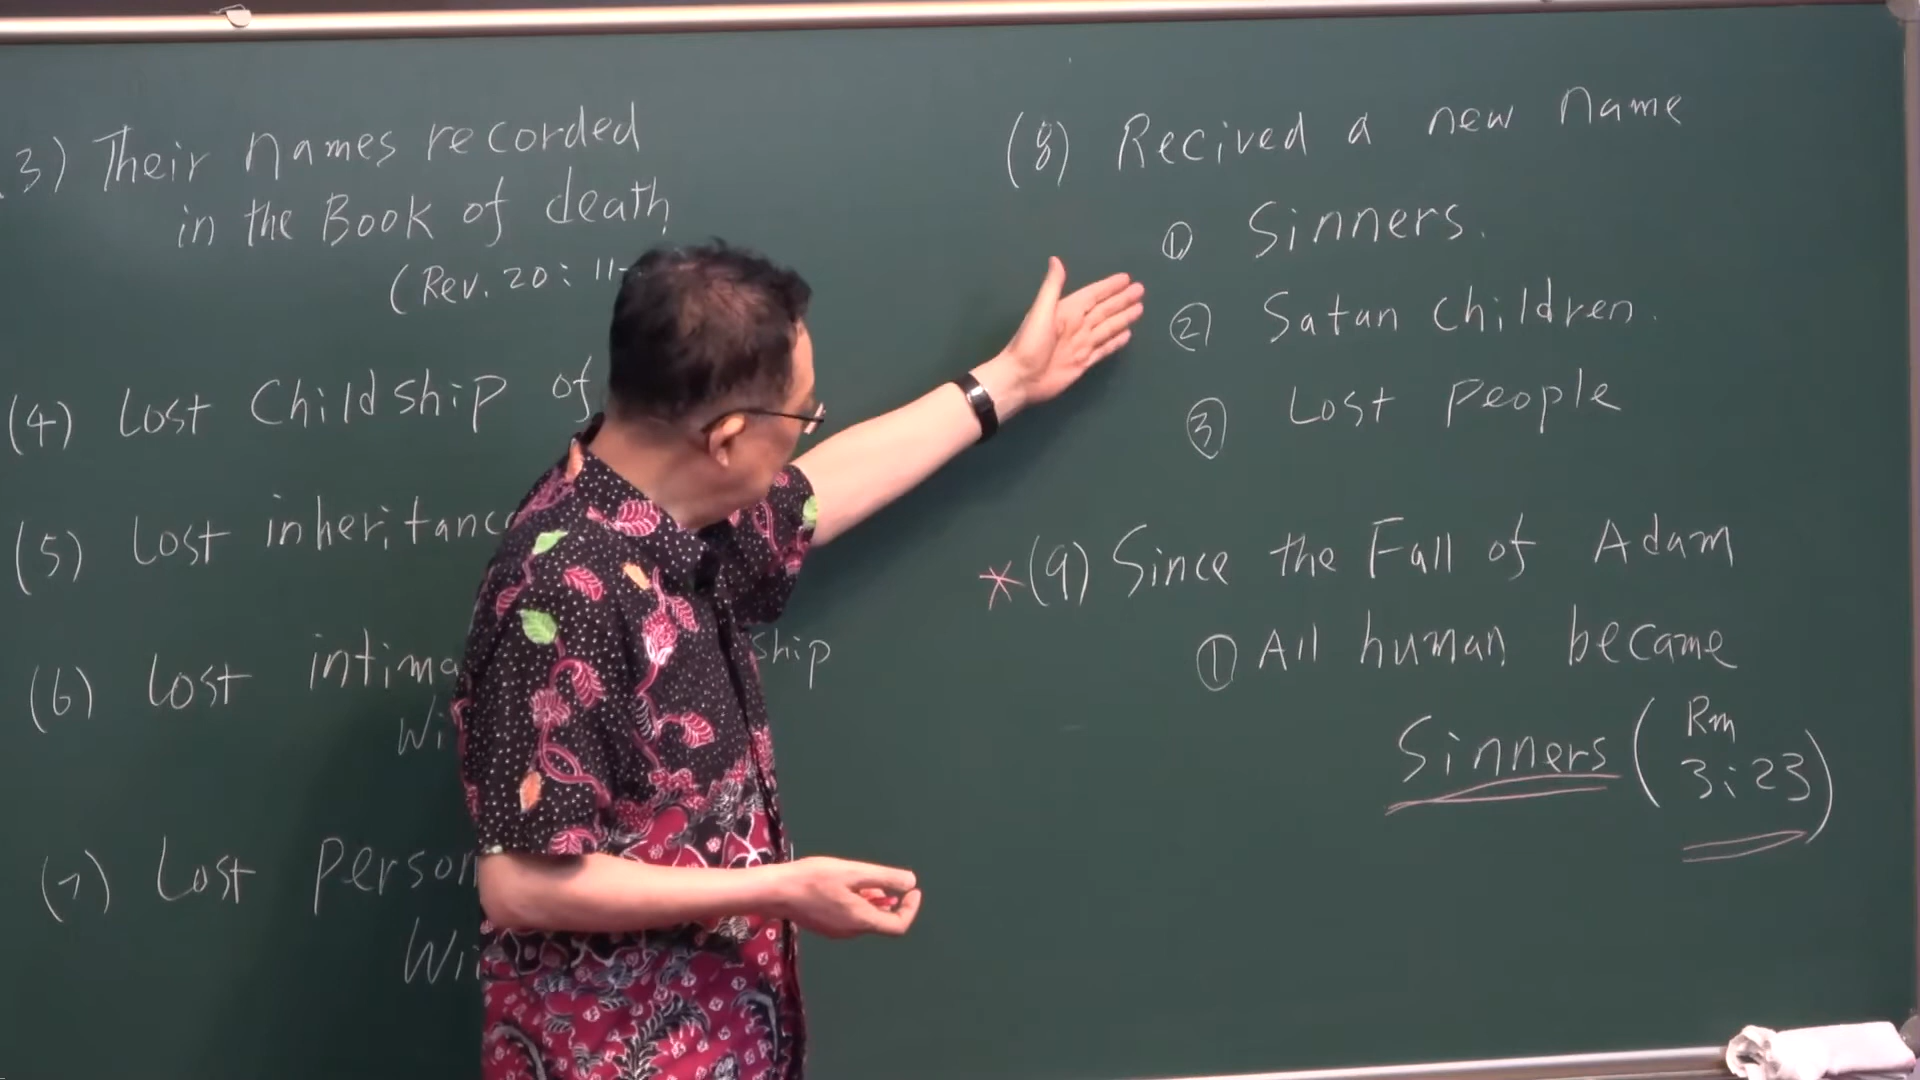 3) Their names recorded
in the Book of death
(Rev. 20: 11-
(4) Lost Childship of
(5) Lost inheritanc
(6) Lost intima ship
Wi
(7) Lost person
Wi
(8) Recived a new name
① Sinners.
② Satan children.
③ Lost people
*(9) Since the Fall of Adam
① All human became
Sinners (Rm
3:23)